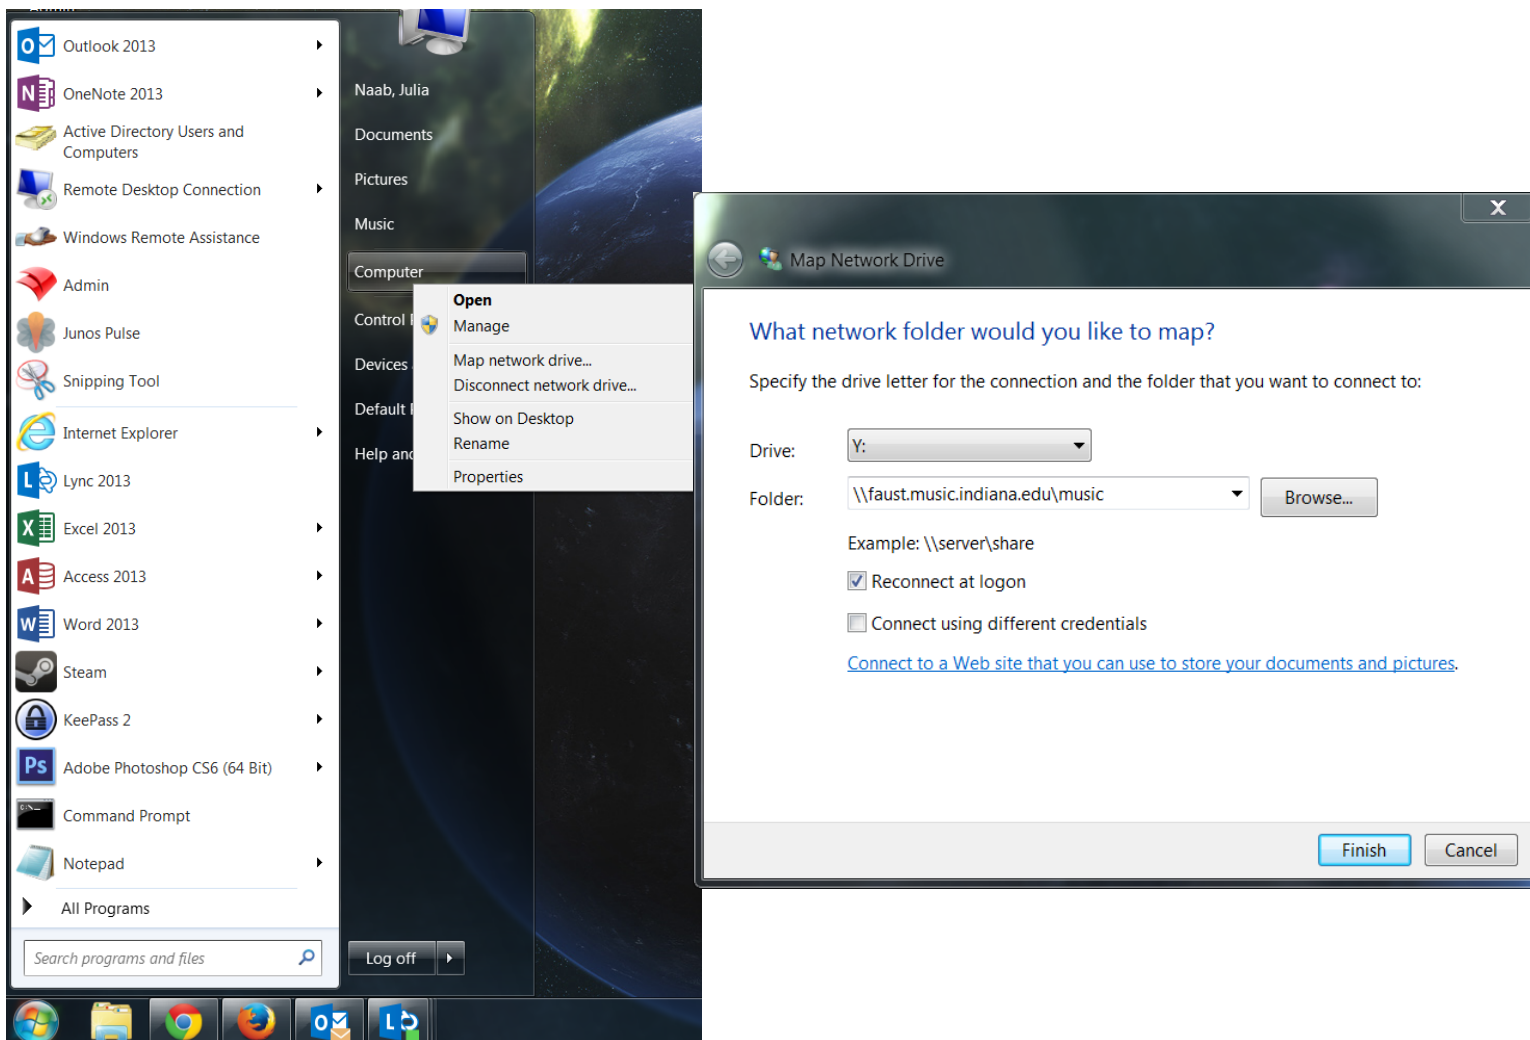 Admin
Outlook 2013
OneNote 2013
Active Directory Users and
Computers
Remote Desktop Connection
Windows Remote Assistance
Admin
Junos Pulse
Snipping Tool
Internet Explorer
Lync 2013
Excel 2013
Access 2013
Word 2013
Steam
KeePass 2
Adobe Photoshop CS6 (64 Bit)
Command Prompt
Notepad
All Programs
Search programs and files
Naab, Julia
Documents
Pictures
Music
Computer
Control
Devices
Default
Help and
Log off
Open
Manage
Map network drive...
Disconnect network drive...
Show on Desktop
Rename
Properties
X
Map Network Drive
What network folder would you like to map?
Specify the drive letter for the connection and the folder that you want to connect to:
Drive: Y:
Folder: \\faust.music.indiana.edu\music Browse...
Example: \\server\share
Reconnect at logon
Connect using different credentials
Connect to a Web site that you can use to store your documents and pictures.
Finish Cancel